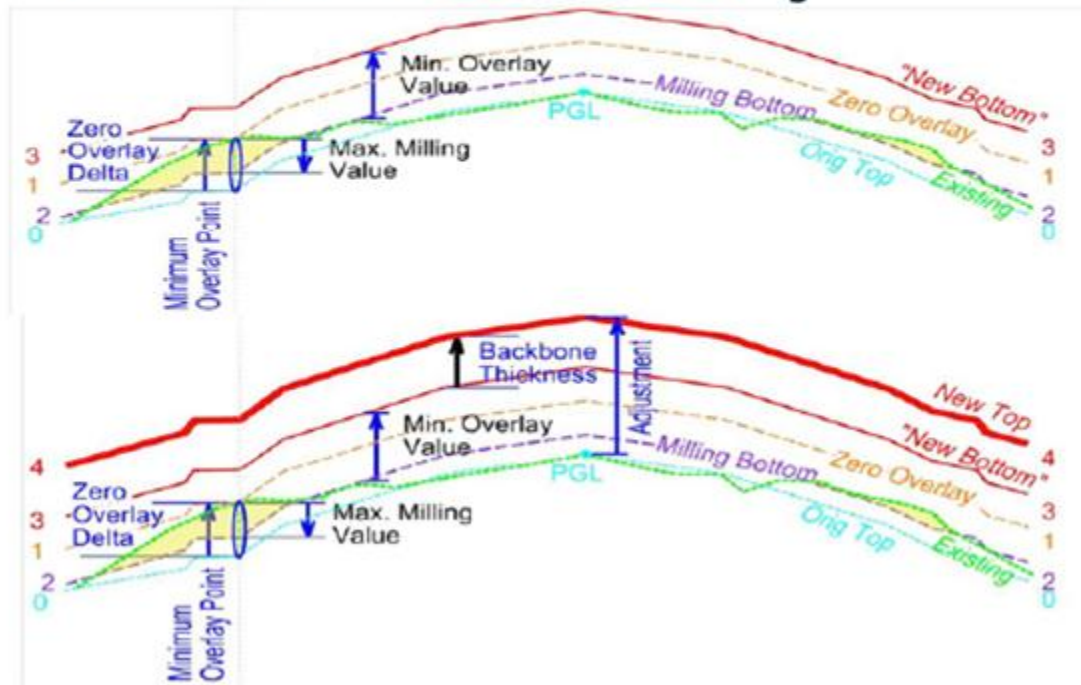 "New Bottom"
Min. Overlay
Value
Milling Bottom
Zero Overlay
PGL
Zero
Overlay
Delta
Max. Milling
Value
Orig Top
Existing
3
1
2
0
3
1
2
0
Minimum
Overlay Point
Backbone
Thickness
Adjustment
New Top
4
4
Min. Overlay
Value
Milling Bottom
"New Bottom"
Zero Overlay
PGL
Zero
Overlay
Delta
Max. Milling
Value
Orig Top
Existing
3
1
2
0
3
1
2
0
Minimum
Overlay Point